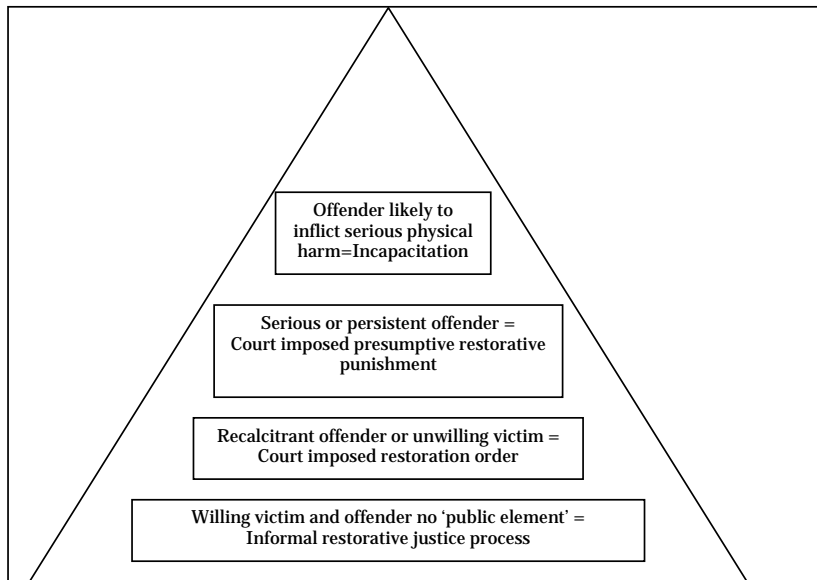 Offender likely to
inflict serious physical
harm=Incapacitation
Serious or persistent offender =
Court imposed presumptive restorative
punishment
Recalcitrant offender or unwilling victim =
Court imposed restoration order
Willing victim and offender no ‘public element’ =
Informal restorative justice process